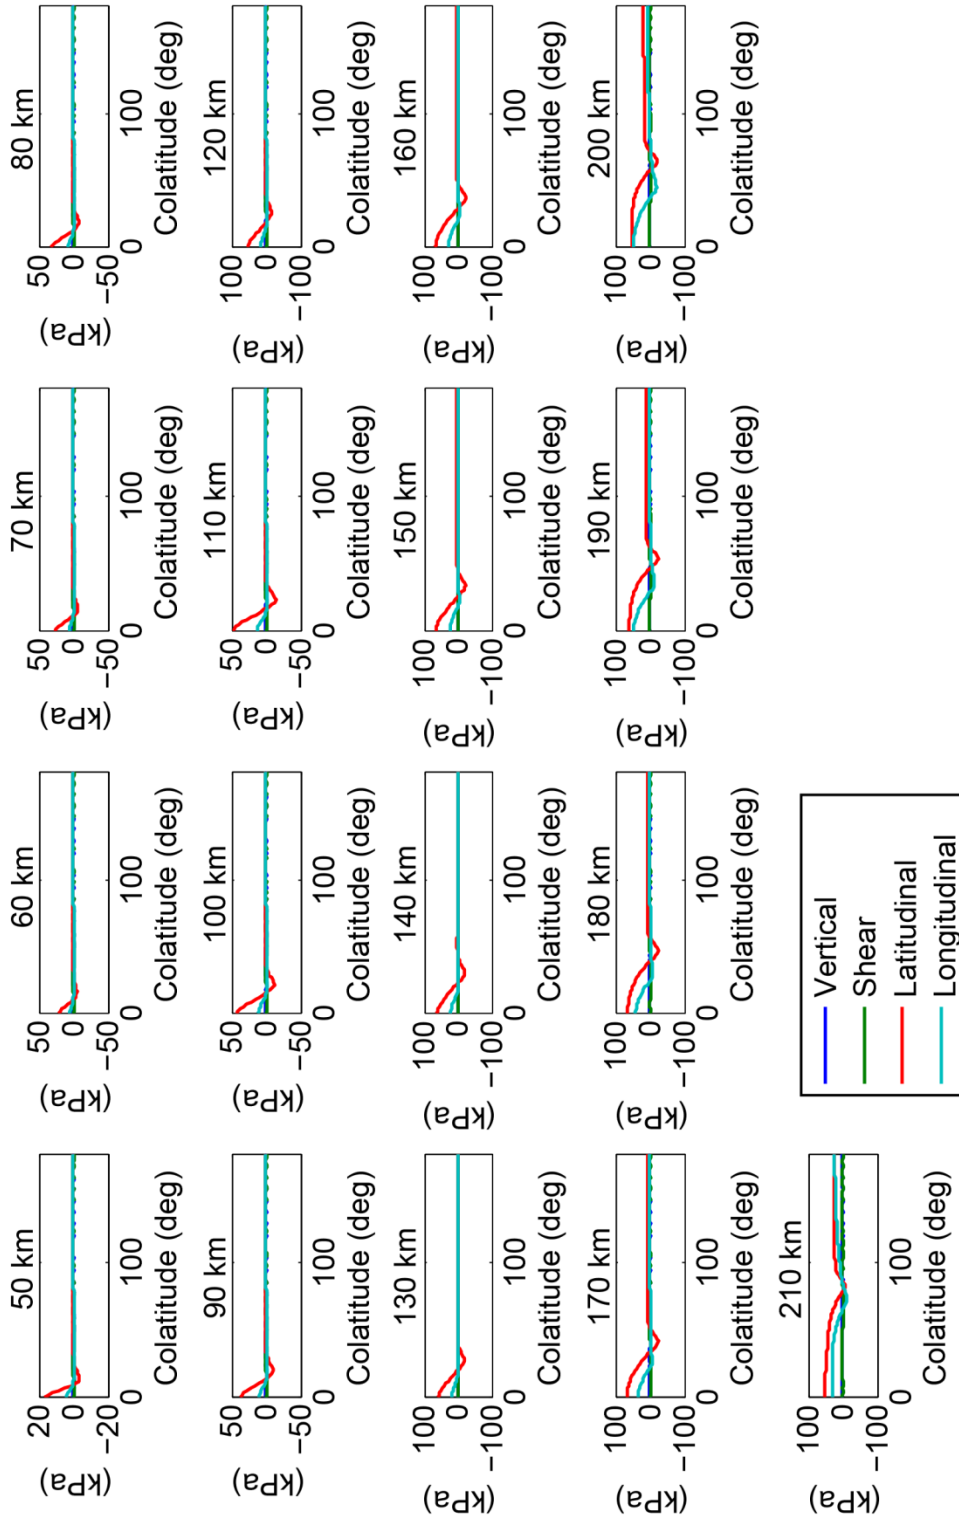 50 km
20
0
−20
(kPa)
0 100
Colatitude (deg)
60 km
50
0
−50
(kPa)
0 100
Colatitude (deg)
70 km
50
0
−50
(kPa)
0 100
Colatitude (deg)
80 km
50
0
−50
(kPa)
0 100
Colatitude (deg)
90 km
50
0
−50
(kPa)
0 100
Colatitude (deg)
100 km
50
0
−50
(kPa)
0 100
Colatitude (deg)
110 km
50
0
−50
(kPa)
0 100
Colatitude (deg)
120 km
100
0
−100
(kPa)
0 100
Colatitude (deg)
130 km
100
0
−100
(kPa)
0 100
Colatitude (deg)
140 km
100
0
−100
(kPa)
0 100
Colatitude (deg)
150 km
100
0
−100
(kPa)
0 100
Colatitude (deg)
160 km
100
0
−100
(kPa)
0 100
Colatitude (deg)
170 km
100
0
−100
(kPa)
0 100
Colatitude (deg)
180 km
100
0
−100
(kPa)
0 100
Colatitude (deg)
190 km
100
0
−100
(kPa)
0 100
Colatitude (deg)
200 km
100
0
−100
(kPa)
0 100
Colatitude (deg)
210 km
100
0
−100
(kPa)
0 100
Colatitude (deg)
Vertical
Shear
Latitudinal
Longitudinal